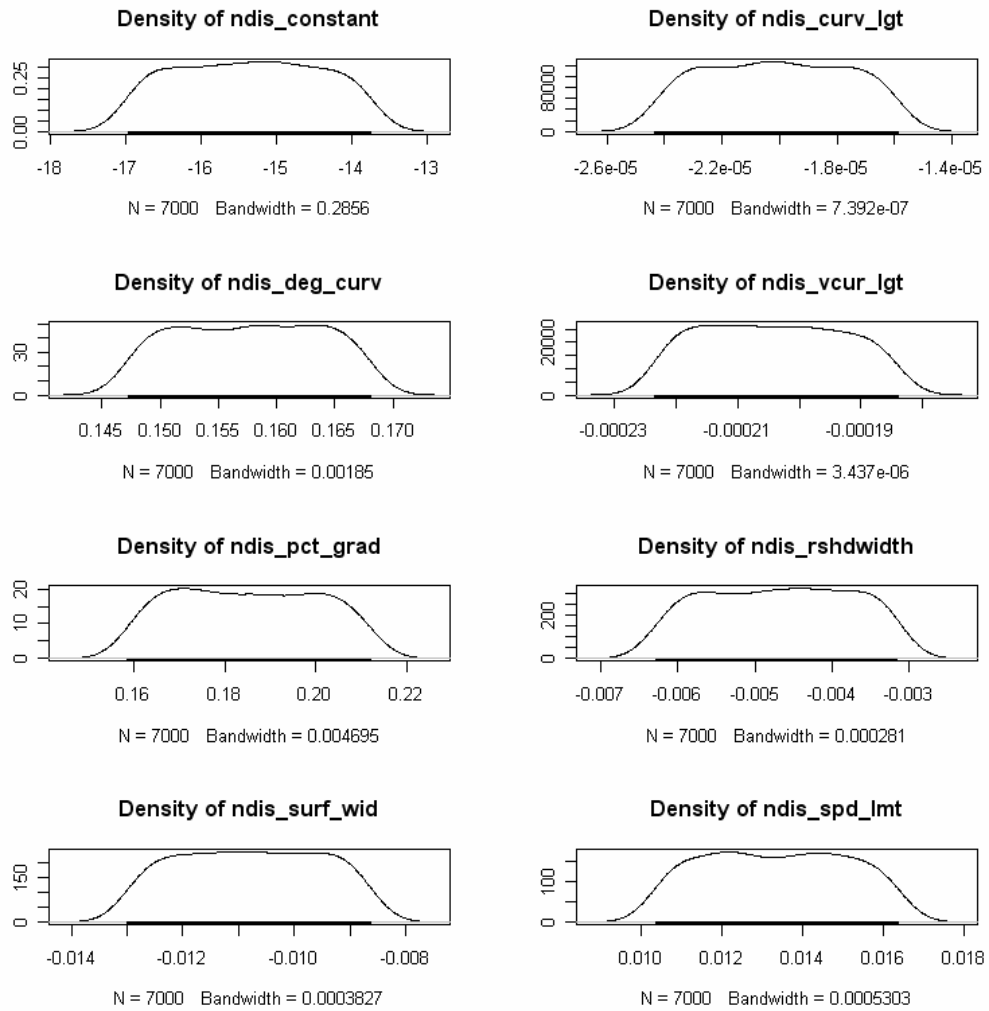 Density of ndis_constant
0.00 0.25
-18 -17 -16 -15 -14 -13
N = 7000 Bandwidth = 0.2856
Density of ndis_curv_lgt
0 80000
-2.6e-05 -2.2e-05 -1.8e-05 -1.4e-05
N = 7000 Bandwidth = 7.392e-07
Density of ndis_deg_curv
0 30
0.145 0.150 0.155 0.160 0.165 0.170
N = 7000 Bandwidth = 0.00185
Density of ndis_vcur_lgt
0 20000
-0.00023 -0.00021 -0.00019
N = 7000 Bandwidth = 3.437e-06
Density of ndis_pct_grad
0 10 20
0.16 0.18 0.20 0.22
N = 7000 Bandwidth = 0.004695
Density of ndis_rshdwidth
0 200
-0.007 -0.006 -0.005 -0.004 -0.003
N = 7000 Bandwidth = 0.000281
Density of ndis_surf_wid
0 150
-0.014 -0.012 -0.010 -0.008
N = 7000 Bandwidth = 0.0003827
Density of ndis_spd_lmt
0 100
0.010 0.012 0.014 0.016 0.018
N = 7000 Bandwidth = 0.0005303